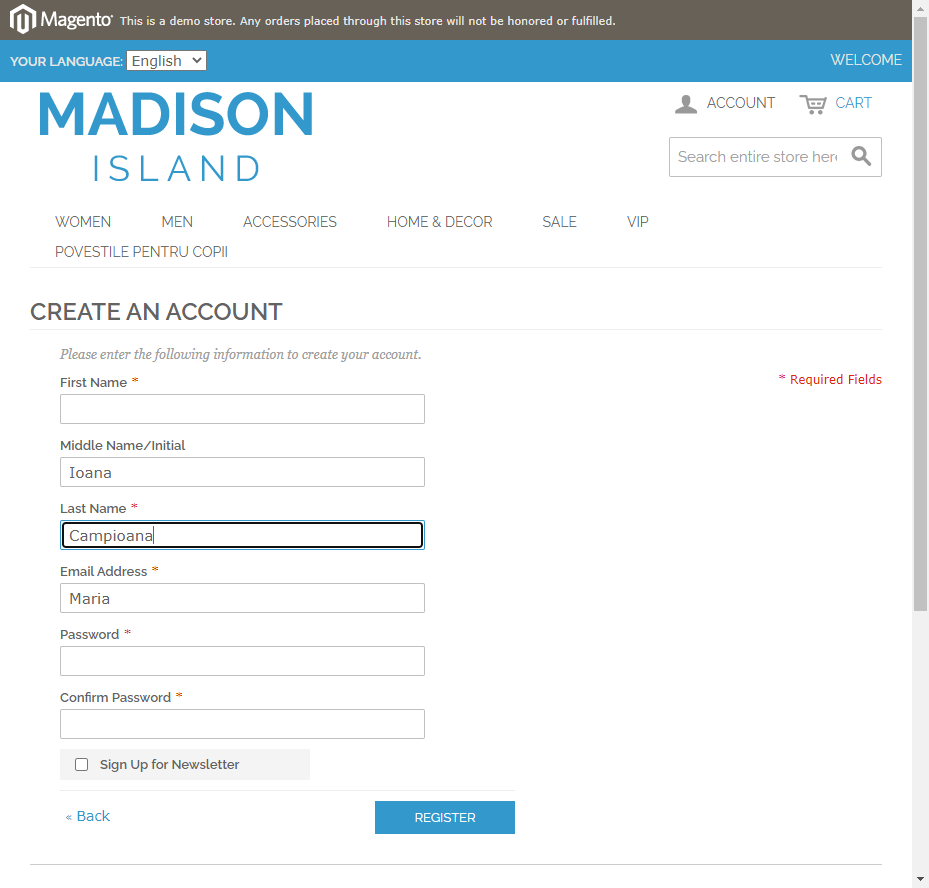 Magento This is a demo store. Any orders placed through this store will not be honored or fulfilled.
YOUR LANGUAGE: English WELCOME
MADISON
ISLAND
ACCOUNT CART
Search entire store here
WOMEN MEN ACCESSORIES HOME & DECOR SALE VIP
POVESTILE PENTRU COPII
CREATE AN ACCOUNT
Please enter the following information to create your account.
* Required Fields
First Name *
Middle Name/Initial
Ioana
Last Name *
Campioana
Email Address *
Maria
Password *
Confirm Password *
Sign Up for Newsletter
« Back REGISTER